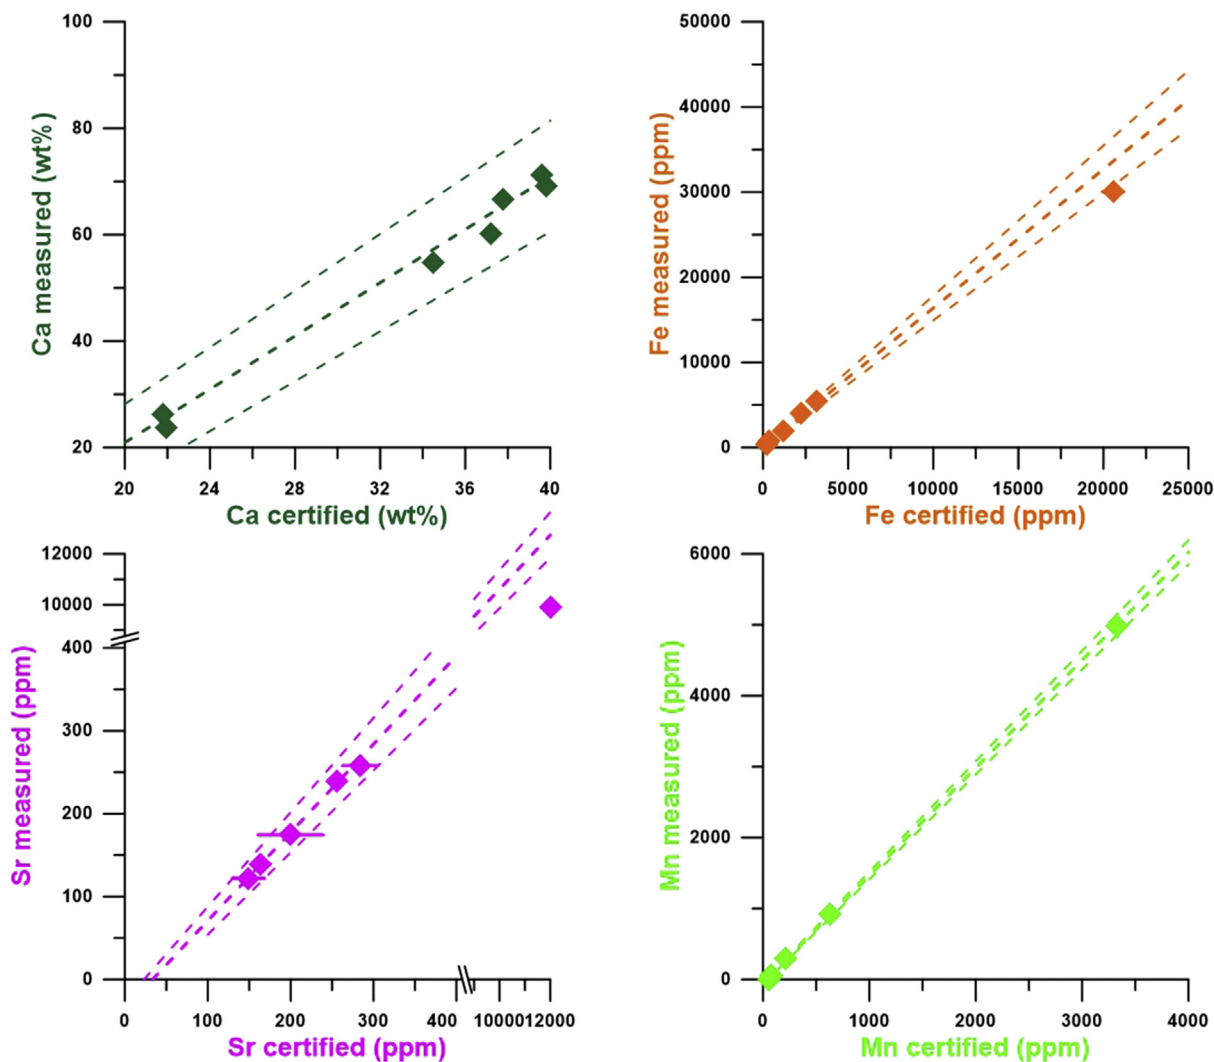 100
80
60
40
20
Ca measured (wt%)
20 24 28 32 36 40
Ca certified (wt%)
50000
40000
30000
20000
10000
0
Fe measured (ppm)
0 5000 10000 15000 20000 25000
Fe certified (ppm)
12000
10000
400
300
200
100
0
Sr measured (ppm)
0 100 200 300 400 10000 12000
Sr certified (ppm)
6000
4000
2000
0
Mn measured (ppm)
0 1000 2000 3000 4000
Mn certified (ppm)